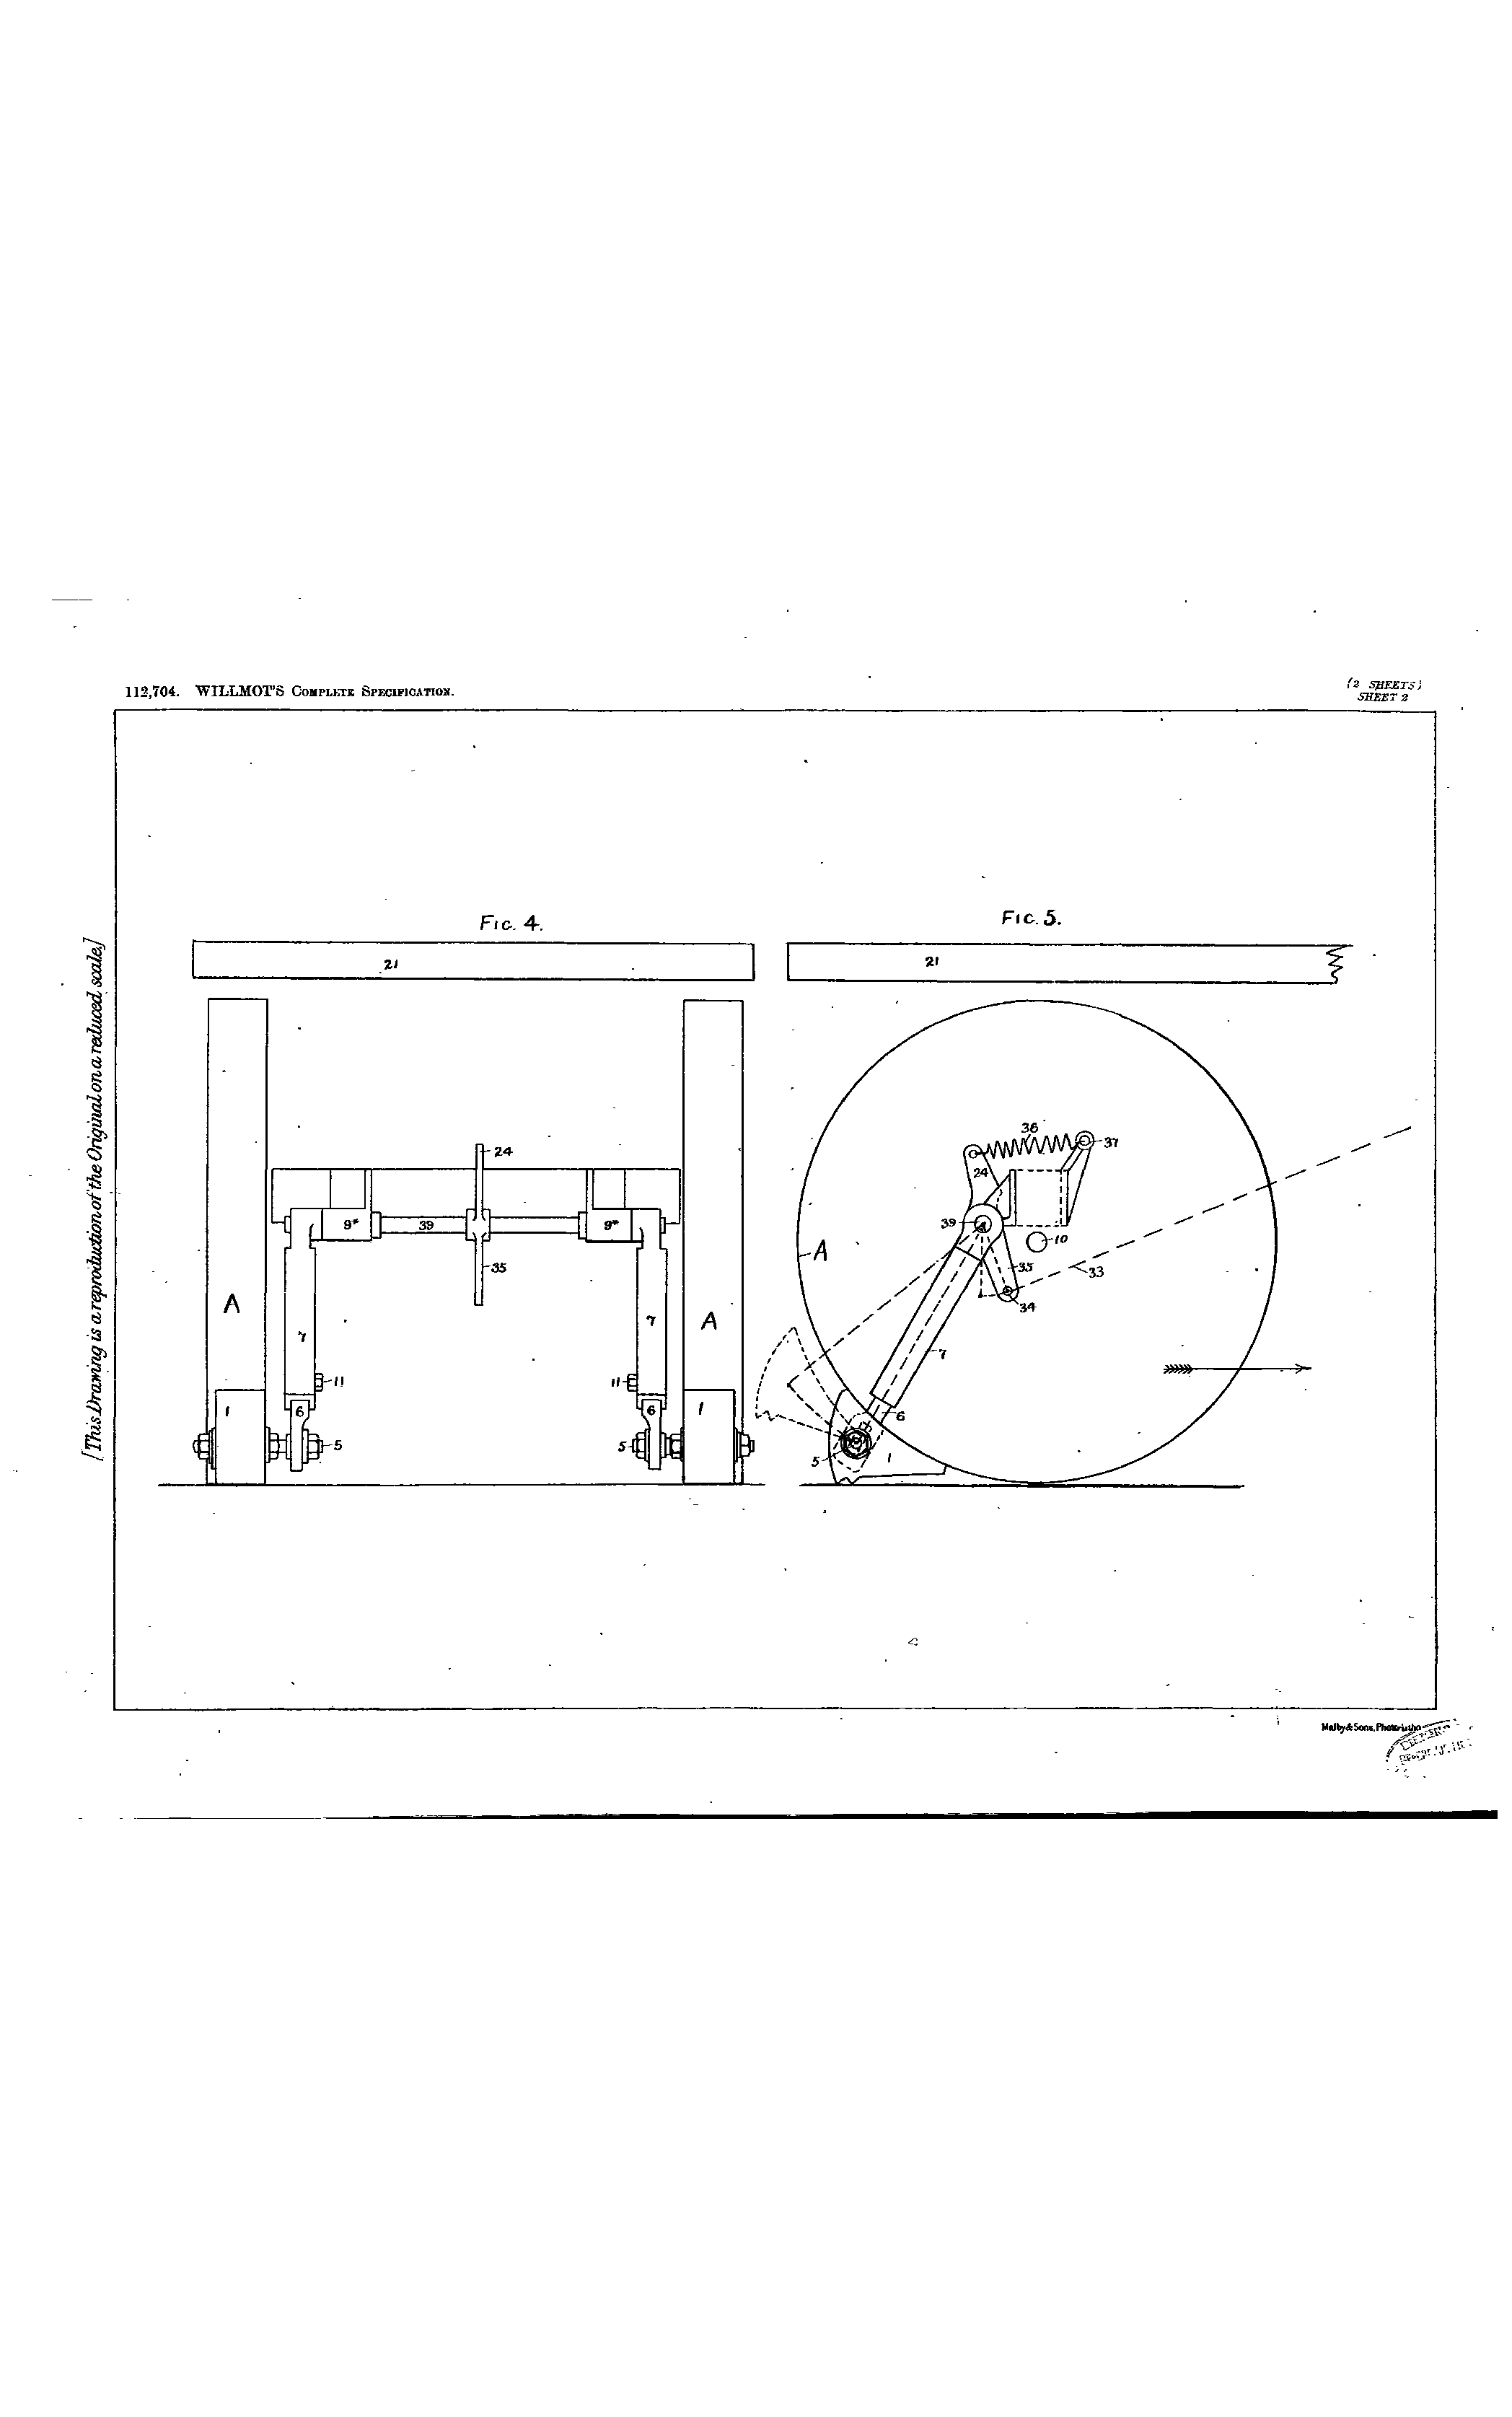 112,704. WILLMOT'S COMPLETE SPECIFICATION.
(2 SHEETS)
SHEET 2
[This Drawing is a reproduction of the Original on a reduced scale]
FIG. 4.
21
24
9*
39
9*
35
A
7
7
A
11
11
1
6
6
1
5
5
FIG. 5.
21
36
37
24
39
10
A
35
33
34
7
6
5
1
Malby & Sons, Photo-Litho